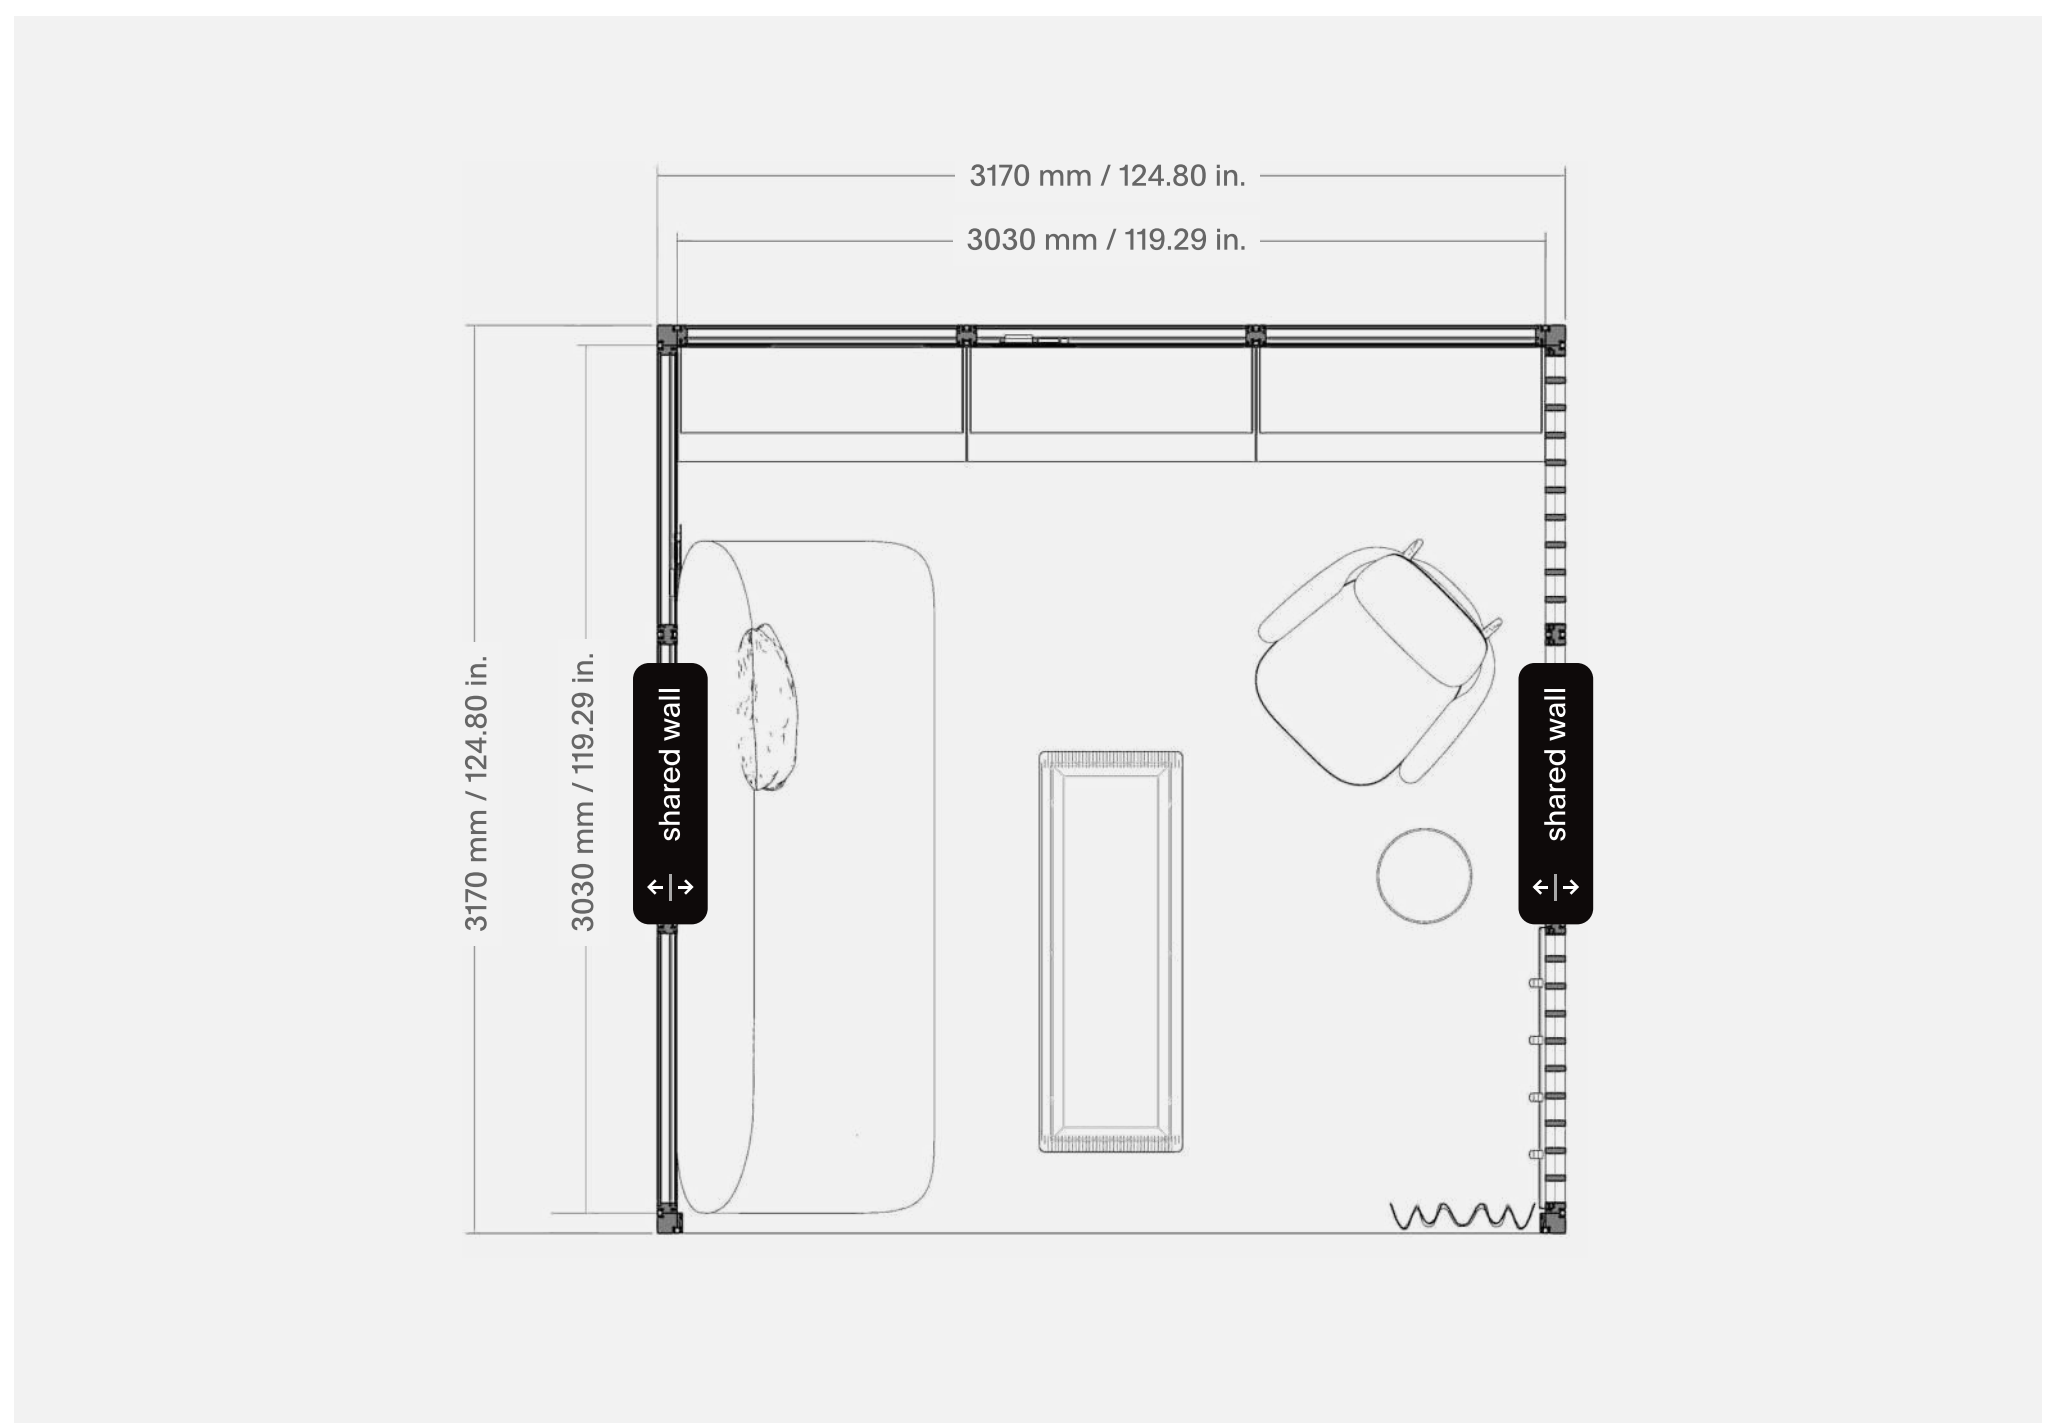 3170 mm / 124.80 in.
3030 mm / 119.29 in.
3170 mm / 124.80 in.
3030 mm / 119.29 in.
shared wall
shared wall